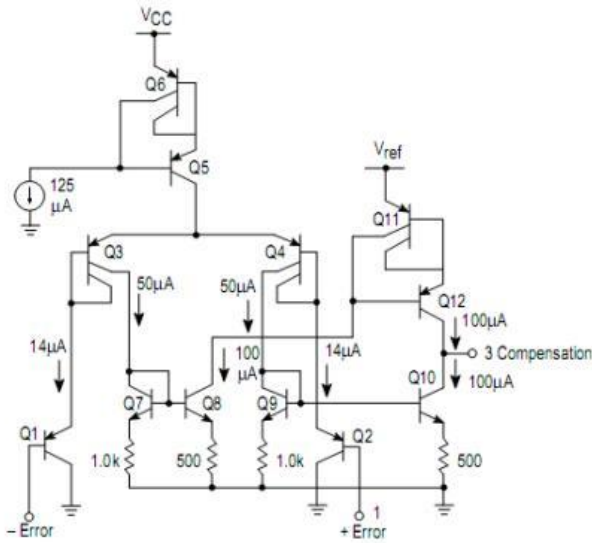 VCC
Q6
Q5
125
μA
Vref
Q11
Q3
Q4
Q12
50μA
50μA
100μA
3 Compensation
14μA
100
μA
14μA
100μA
Q10
Q7
Q8
Q9
Q1
Q2
1.0k
500
1.0k
500
1
– Error
+ Error